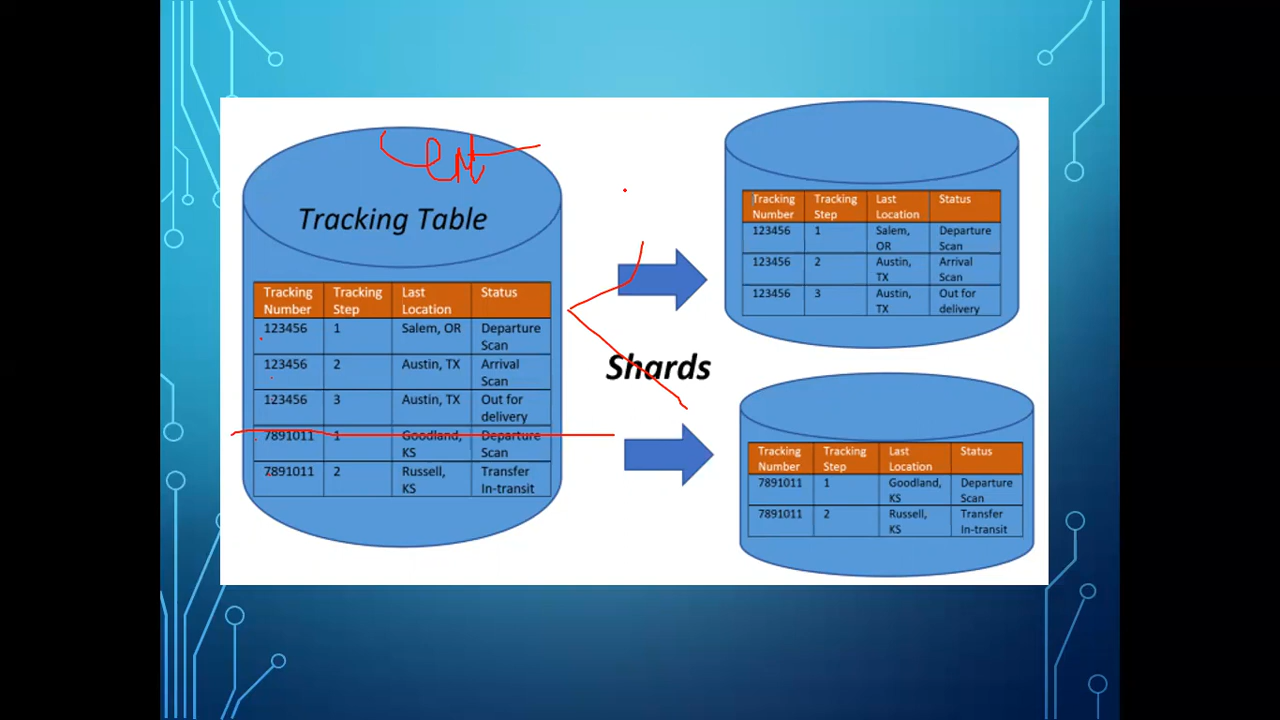 Tracking Table
Tracking Number Tracking Step Last Location Status
123456 1 Salem, OR Departure Scan
123456 2 Austin, TX Arrival Scan
123456 3 Austin, TX Out for delivery
7891011 1 Goodland, KS Departure Scan
7891011 2 Russell, KS Transfer In-transit
Shards
Tracking Number Tracking Step Last Location Status
123456 1 Salem, OR Departure Scan
123456 2 Austin, TX Arrival Scan
123456 3 Austin, TX Out for delivery
Tracking Number Tracking Step Last Location Status
7891011 1 Goodland, KS Departure Scan
7891011 2 Russell, KS Transfer In-transit